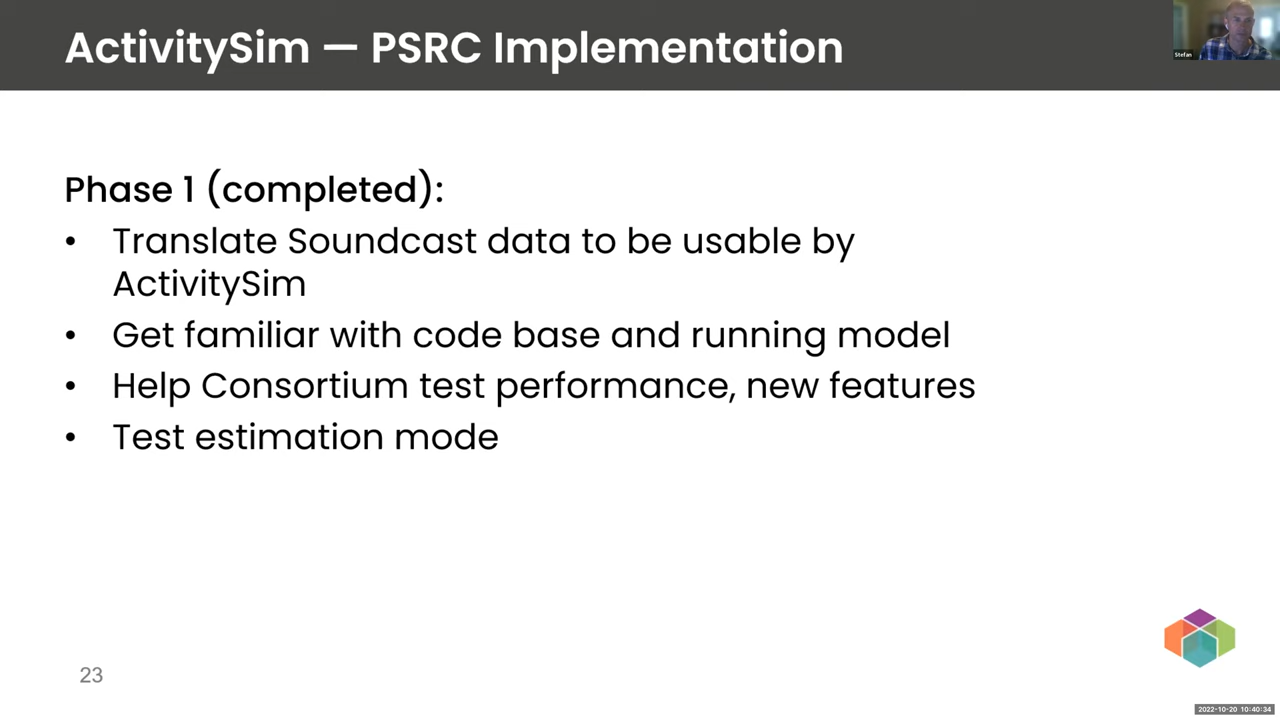 ActivitySim — PSRC Implementation
Stefan
Phase 1 (completed):
• Translate Soundcast data to be usable by
ActivitySim
• Get familiar with code base and running model
• Help Consortium test performance, new features
• Test estimation mode
23
2022-10-20 10:40:34